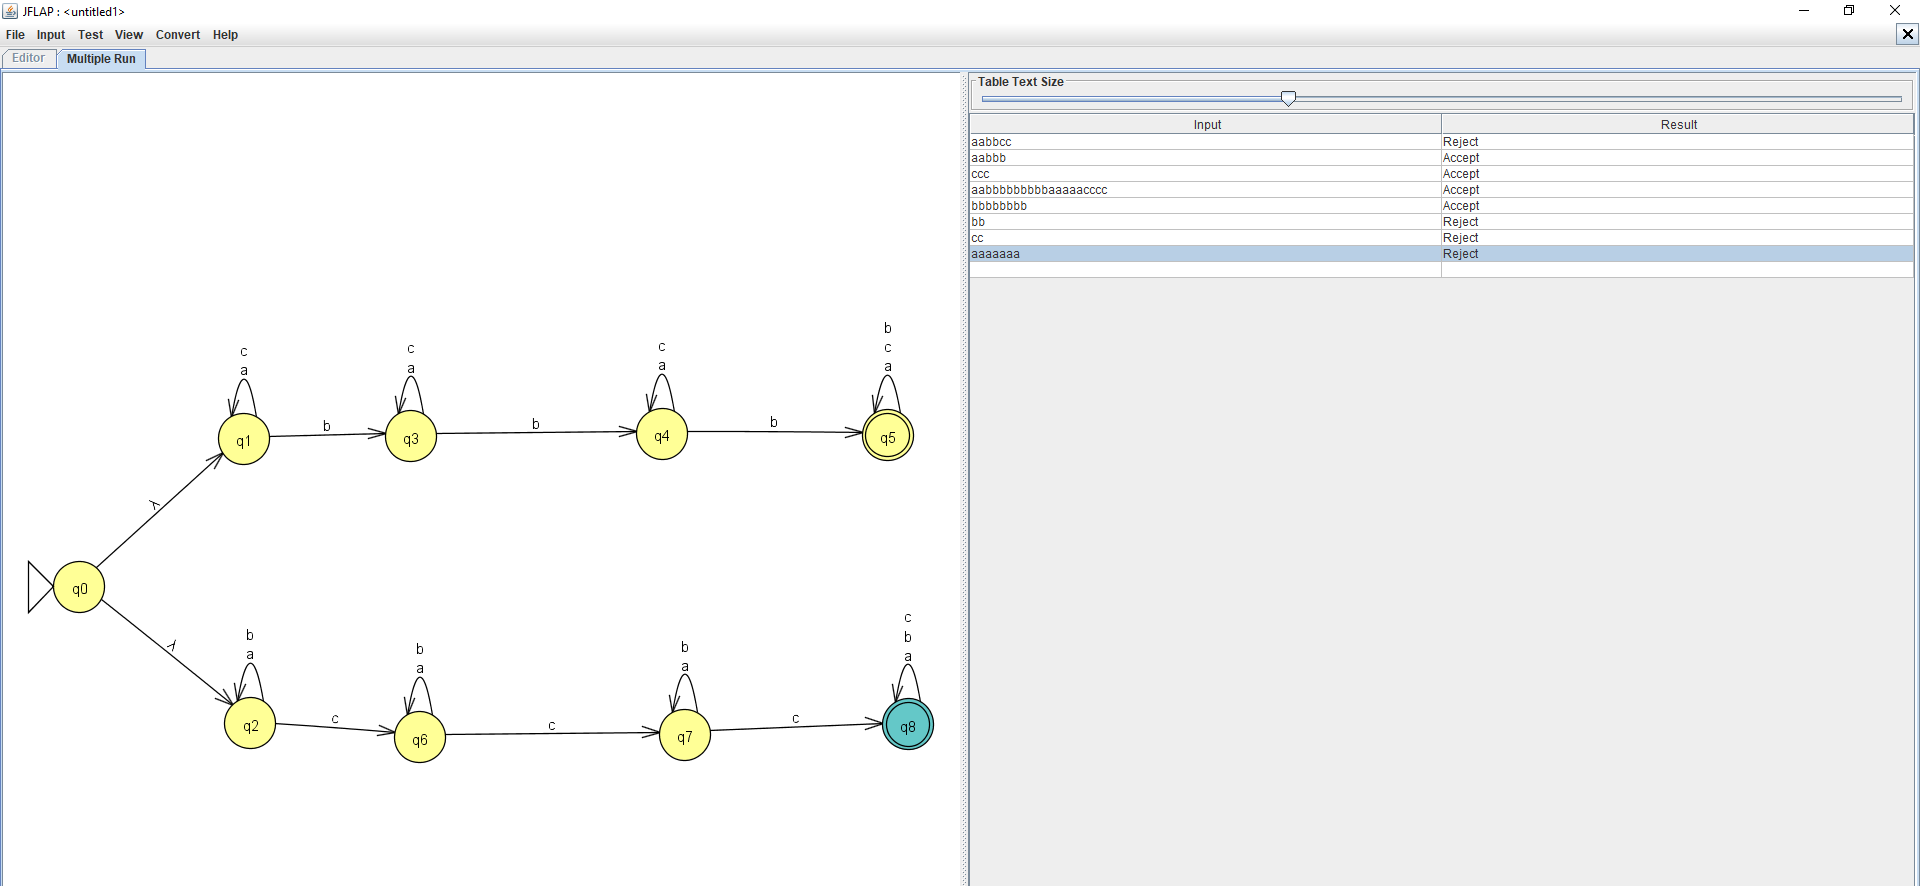 JFLAP : <untitled1>
File Input Test View Convert Help
Editor Multiple Run
Table Text Size
Input Result
aabbcc Reject
aabbb Accept
ccc Accept
aabbbbbbbbbaaaaacccc Accept
bbbbbbbb Accept
bb Reject
cc Reject
aaaaaaa Reject
b
c c c c
a a a a
b b b
q1 q3 q4 q5
λ
q0
λ
c
b b b b
a a a a
c c c
q2 q6 q7 q8